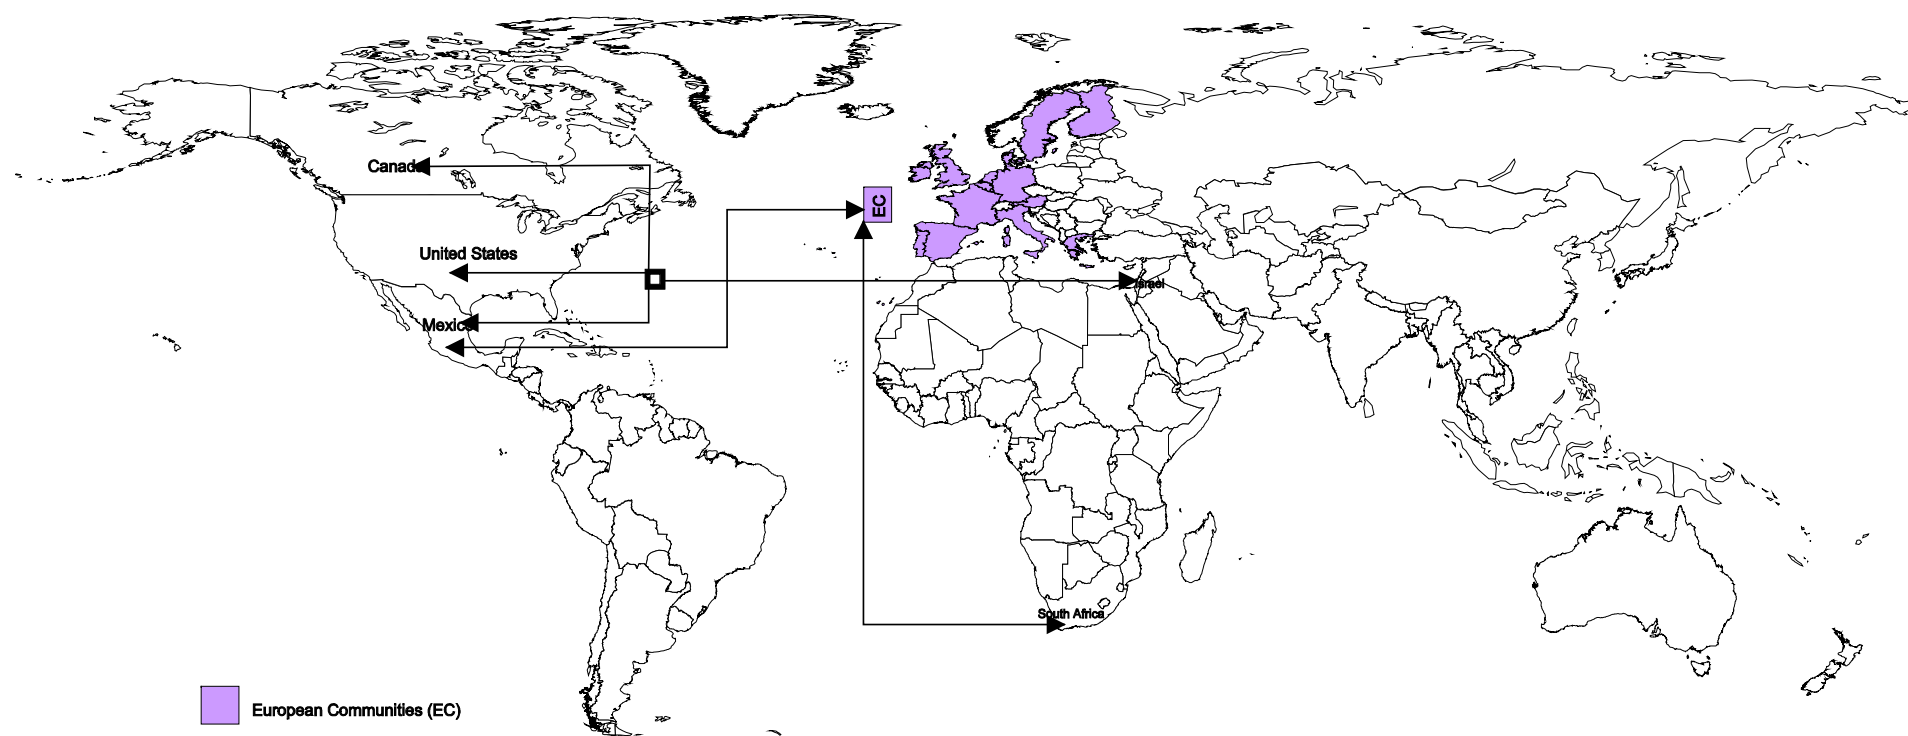 Canada
EC
United States
Israel
Mexico
South Africa
European Communities (EC)